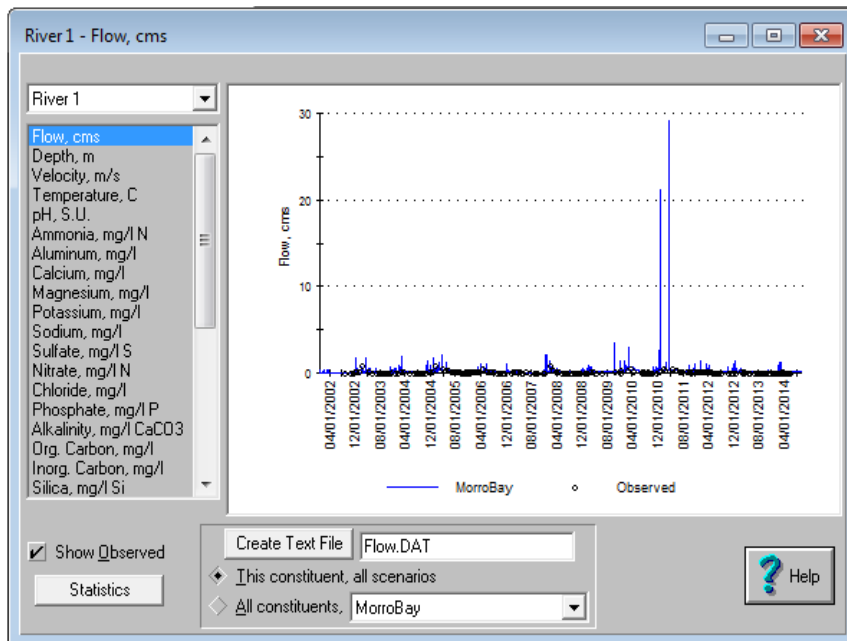 River 1 - Flow, cms
River 1
Flow, cms
Depth, m
Velocity, m/s
Temperature, C
pH, S.U.
Ammonia, mg/l N
Aluminum, mg/l
Calcium, mg/l
Magnesium, mg/l
Potassium, mg/l
Sodium, mg/l
Sulfate, mg/l S
Nitrate, mg/l N
Chloride, mg/l
Phosphate, mg/l P
Alkalinity, mg/l CaCO3
Org. Carbon, mg/l
Inorg. Carbon, mg/l
Silica, mg/l Si
Flow, cms
30
20
10
0
04/01/2002
12/01/2002
08/01/2003
04/01/2004
12/01/2004
08/01/2005
04/01/2006
12/01/2006
08/01/2007
04/01/2008
12/01/2008
08/01/2009
04/01/2010
12/01/2010
08/01/2011
04/01/2012
12/01/2012
08/01/2013
04/01/2014
MorroBay
Observed
Show Observed
Statistics
Create Text File
Flow.DAT
This constituent, all scenarios
All constituents,
MorroBay
? Help